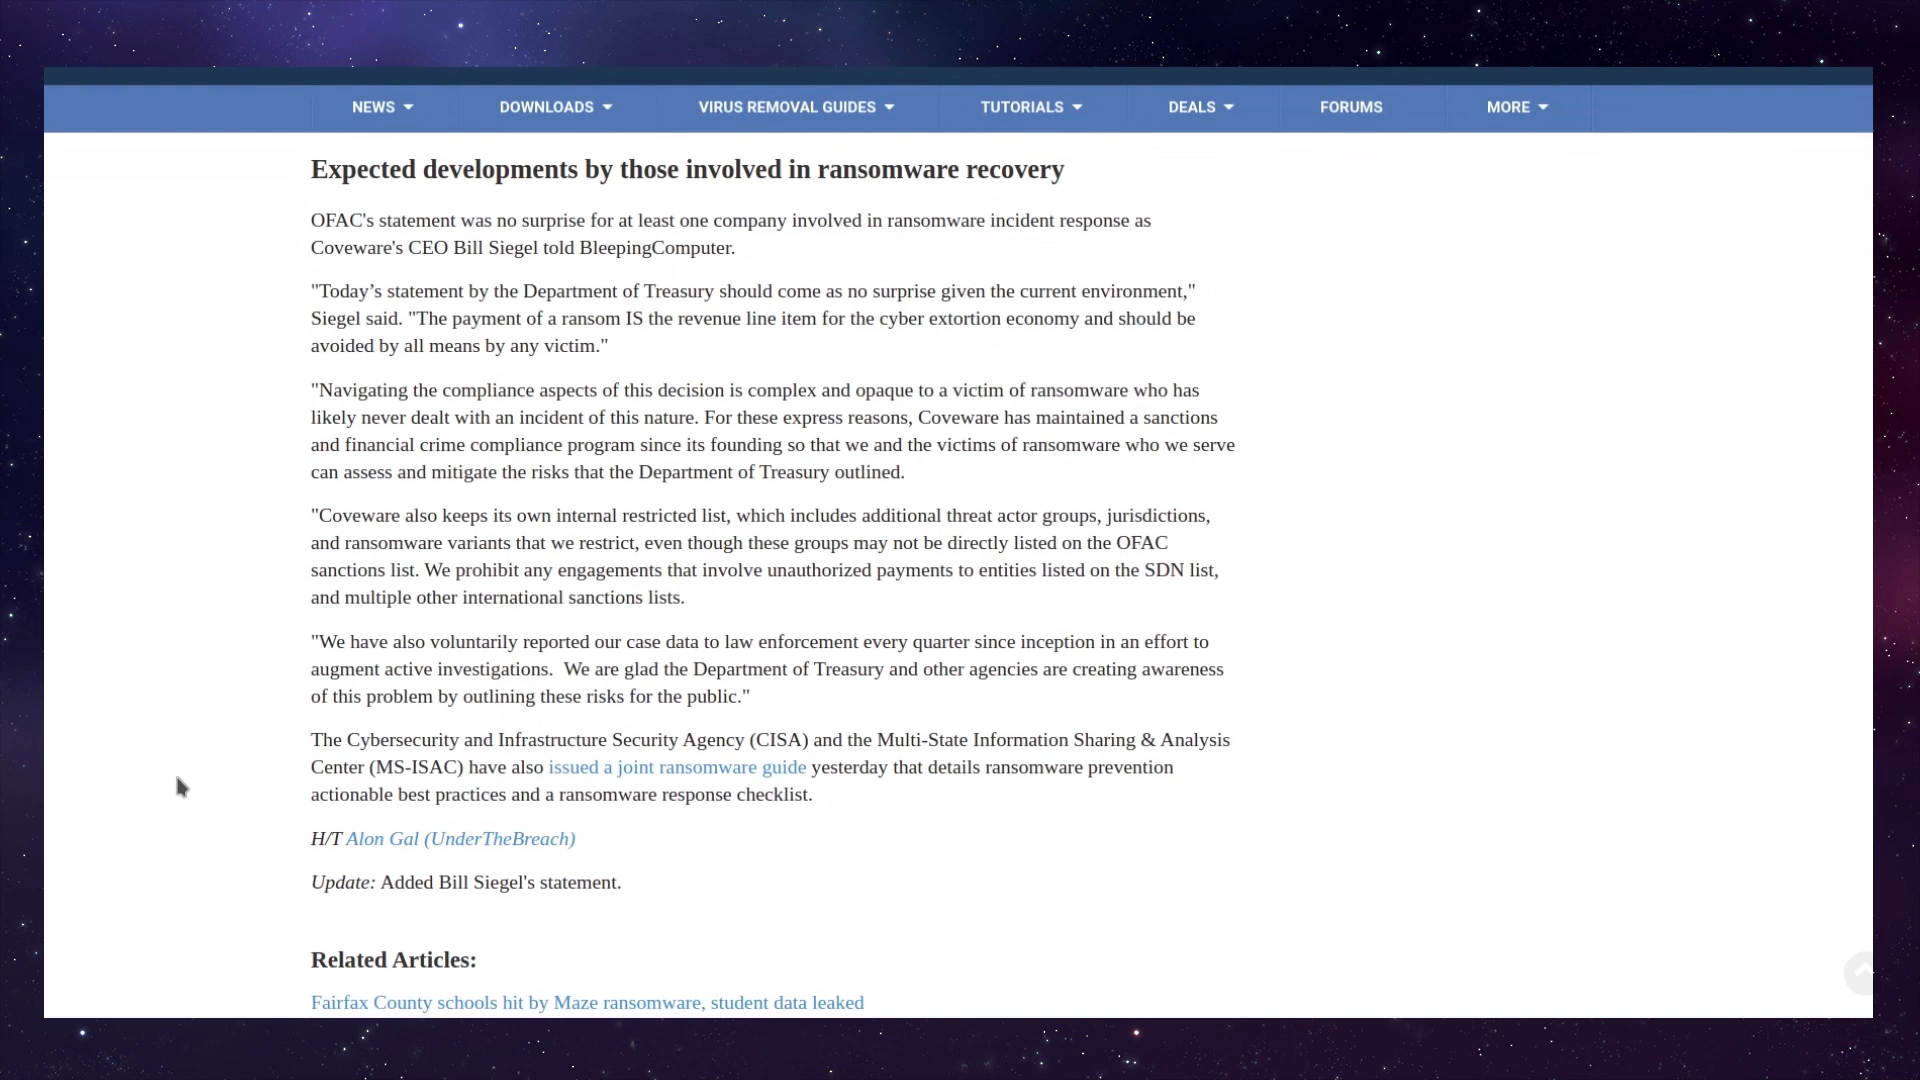 NEWS DOWNLOADS VIRUS REMOVAL GUIDES TUTORIALS DEALS FORUMS MORE
Expected developments by those involved in ransomware recovery
OFAC's statement was no surprise for at least one company involved in ransomware incident response as
Coveware's CEO Bill Siegel told BleepingComputer.
"Today’s statement by the Department of Treasury should come as no surprise given the current environment,"
Siegel said. "The payment of a ransom IS the revenue line item for the cyber extortion economy and should be
avoided by all means by any victim."
"Navigating the compliance aspects of this decision is complex and opaque to a victim of ransomware who has
likely never dealt with an incident of this nature. For these express reasons, Coveware has maintained a sanctions
and financial crime compliance program since its founding so that we and the victims of ransomware who we serve
can assess and mitigate the risks that the Department of Treasury outlined.
"Coveware also keeps its own internal restricted list, which includes additional threat actor groups, jurisdictions,
and ransomware variants that we restrict, even though these groups may not be directly listed on the OFAC
sanctions list. We prohibit any engagements that involve unauthorized payments to entities listed on the SDN list,
and multiple other international sanctions lists.
"We have also voluntarily reported our case data to law enforcement every quarter since inception in an effort to
augment active investigations.  We are glad the Department of Treasury and other agencies are creating awareness
of this problem by outlining these risks for the public."
The Cybersecurity and Infrastructure Security Agency (CISA) and the Multi-State Information Sharing & Analysis
Center (MS-ISAC) have also issued a joint ransomware guide yesterday that details ransomware prevention
actionable best practices and a ransomware response checklist.
H/T Alon Gal (UnderTheBreach)
Update: Added Bill Siegel's statement.
Related Articles:
Fairfax County schools hit by Maze ransomware, student data leaked